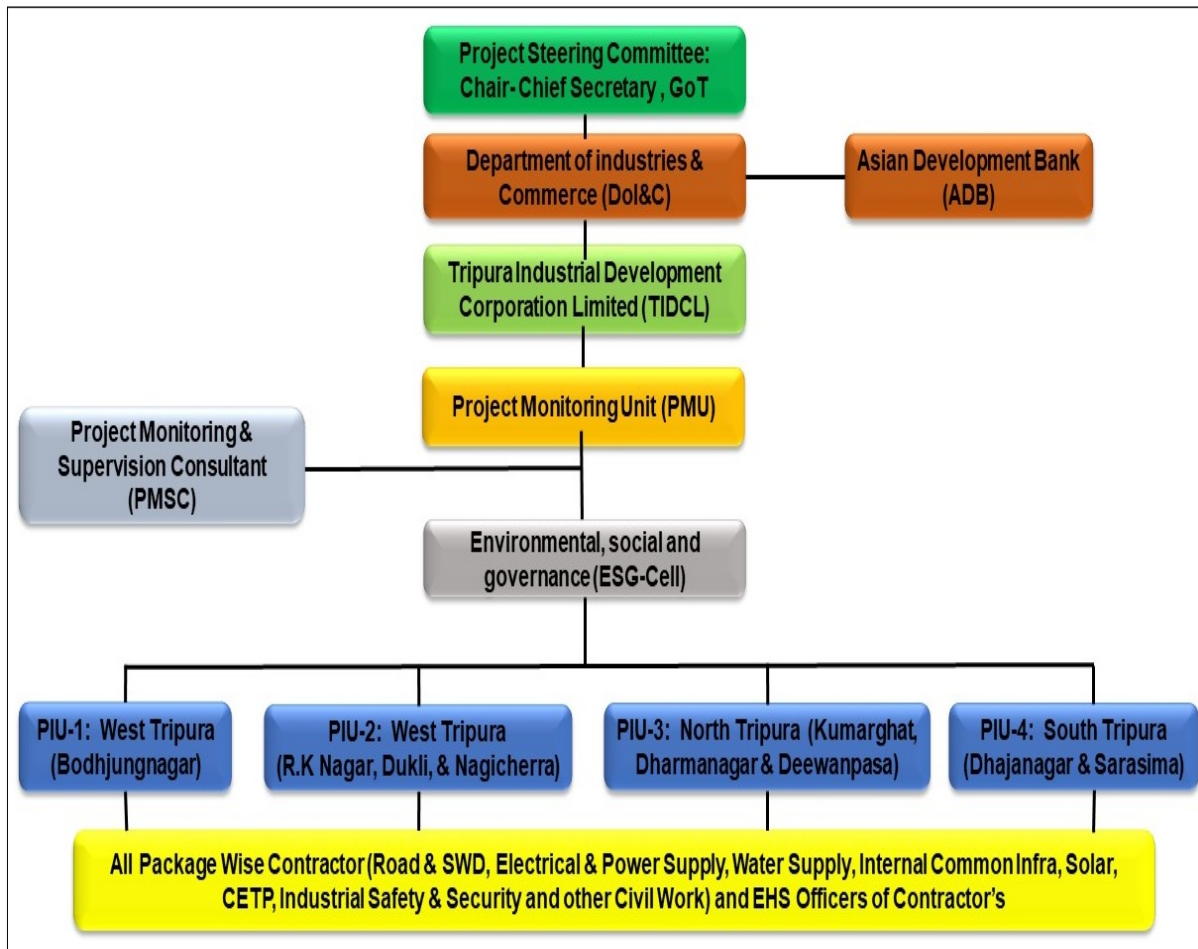 Project Steering Committee:
Chair- Chief Secretary , GoT
Department of industries &
Commerce (DoI&C)
Asian Development Bank
(ADB)
Tripura Industrial Development
Corporation Limited (TIDCL)
Project Monitoring Unit (PMU)
Project Monitoring &
Supervision Consultant
(PMSC)
Environmental, social and
governance (ESG-Cell)
PIU-1: West Tripura
(Bodhjungnagar)
PIU-2: West Tripura
(R.K Nagar, Dukli, & Nagicherra)
PIU-3: North Tripura (Kumarghat,
Dharmanagar & Deewanpasa)
PIU-4: South Tripura
(Dhajanagar & Sarasima)
All Package Wise Contractor (Road & SWD, Electrical & Power Supply, Water Supply, Internal Common Infra, Solar,
CETP, Industrial Safety & Security and other Civil Work) and EHS Officers of Contractor's